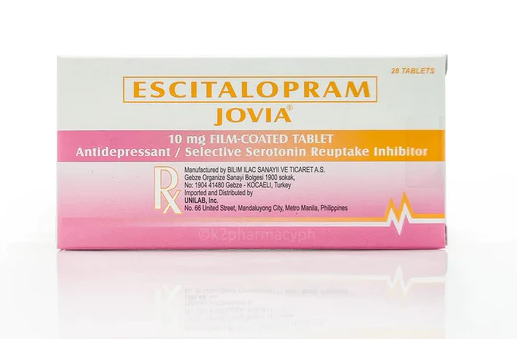 28 TABLETS
ESCITALOPRAM
JOVIA®
10 mg FILM-COATED TABLET
Antidepressant / Selective Serotonin Reuptake Inhibitor
Rx
Manufactured by BILIM ILAC SANAYII VE TICARET A.S.
Gebze Organize Sanayi Bolgesi 1900 sokak,
No: 1904 41480 Gebze - KOCAELI, Turkey
Imported and Distributed by
UNILAB, Inc.
No. 66 United Street, Mandaluyong City, Metro Manila, Philippines
©k2pharmacyph